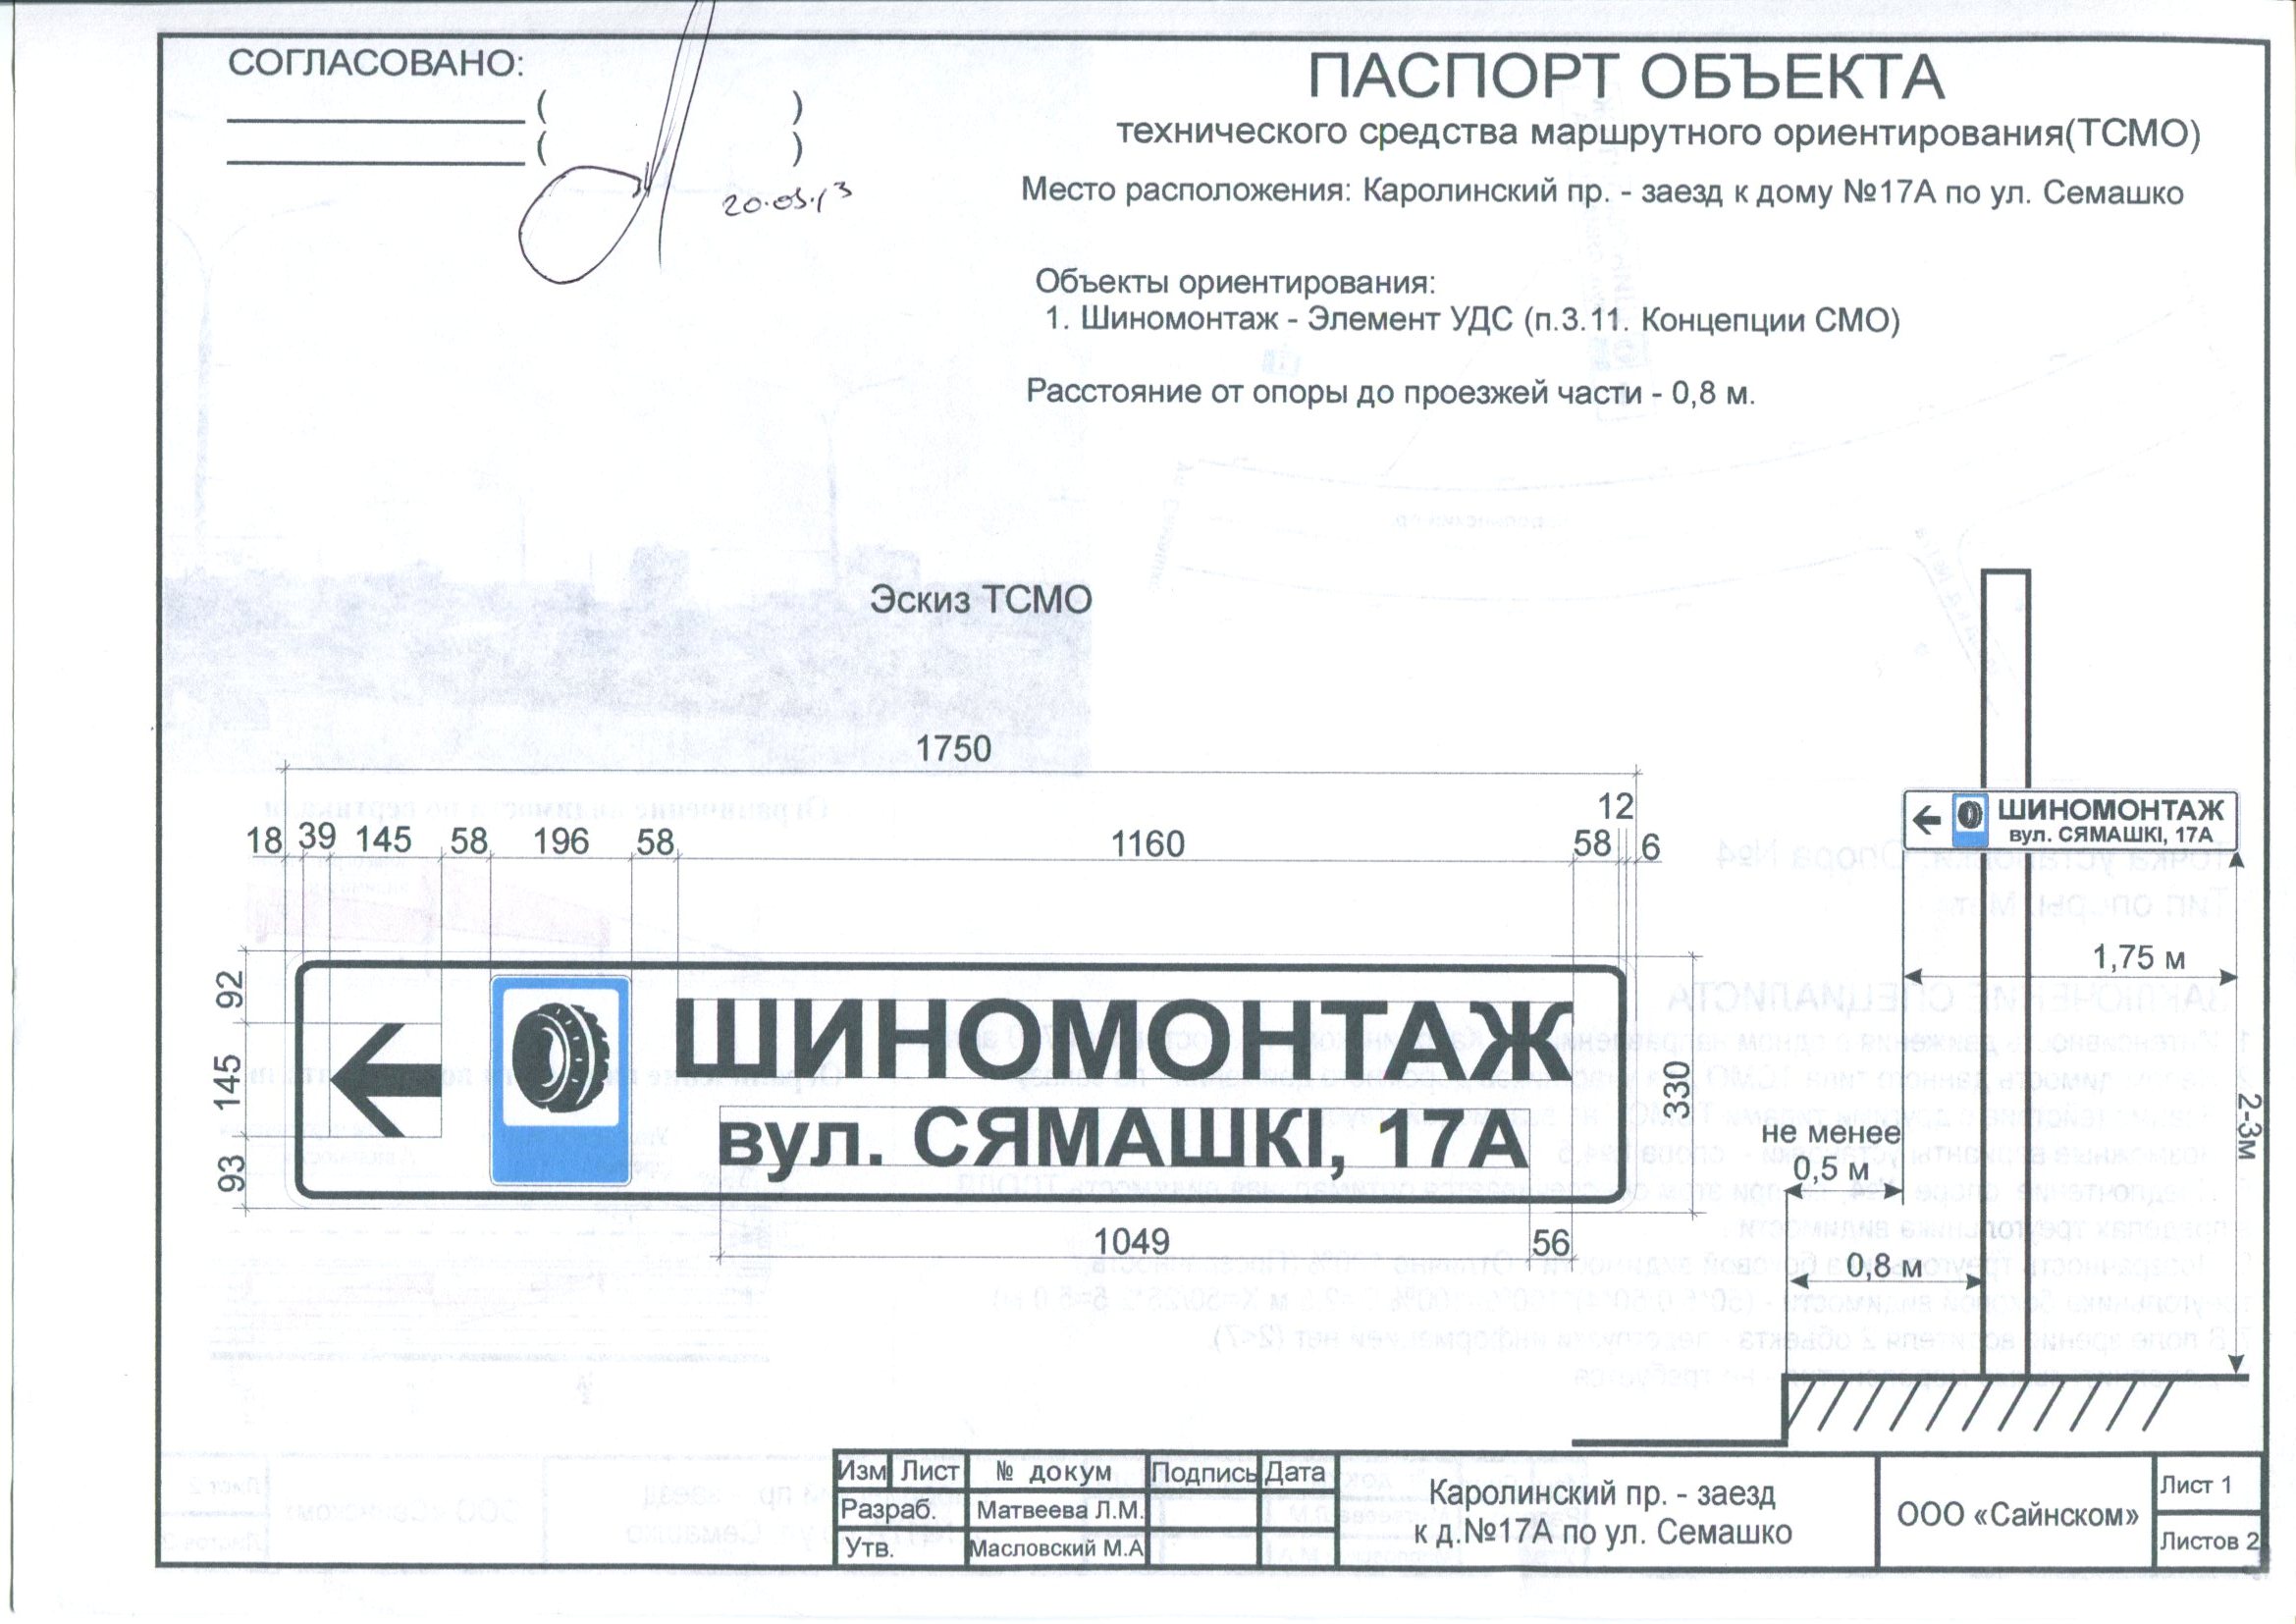 СОГЛАСОВАНО:
( )
( )
20.05.13
ПАСПОРТ ОБЪЕКТА
технического средства маршрутного ориентирования(ТСМО)
Место расположения: Каролинский пр. - заезд к дому №17А по ул. Семашко
Объекты ориентирования:
1. Шиномонтаж - Элемент УДС (п.3.11. Концепции СМО)
Расстояние от опоры до проезжей части - 0,8 м.
Эскиз ТСМО
1750
12
18 39 145 58 196 58 1160 58 6
92
145
93
ШИНОМОНТАЖ
вул. СЯМАШКІ, 17А
330
1049 56
ШИНОМОНТАЖ
вул. СЯМАШКІ, 17А
1,75 м
2-3м
не менее
0,5 м
0,8 м
Изм Лист № докум Подпись Дата
Разраб. Матвеева Л.М.
Утв. Масловский М.А
Каролинский пр. - заезд
к д.№17А по ул. Семашко
ООО «Сайнском»
Лист 1
Листов 2